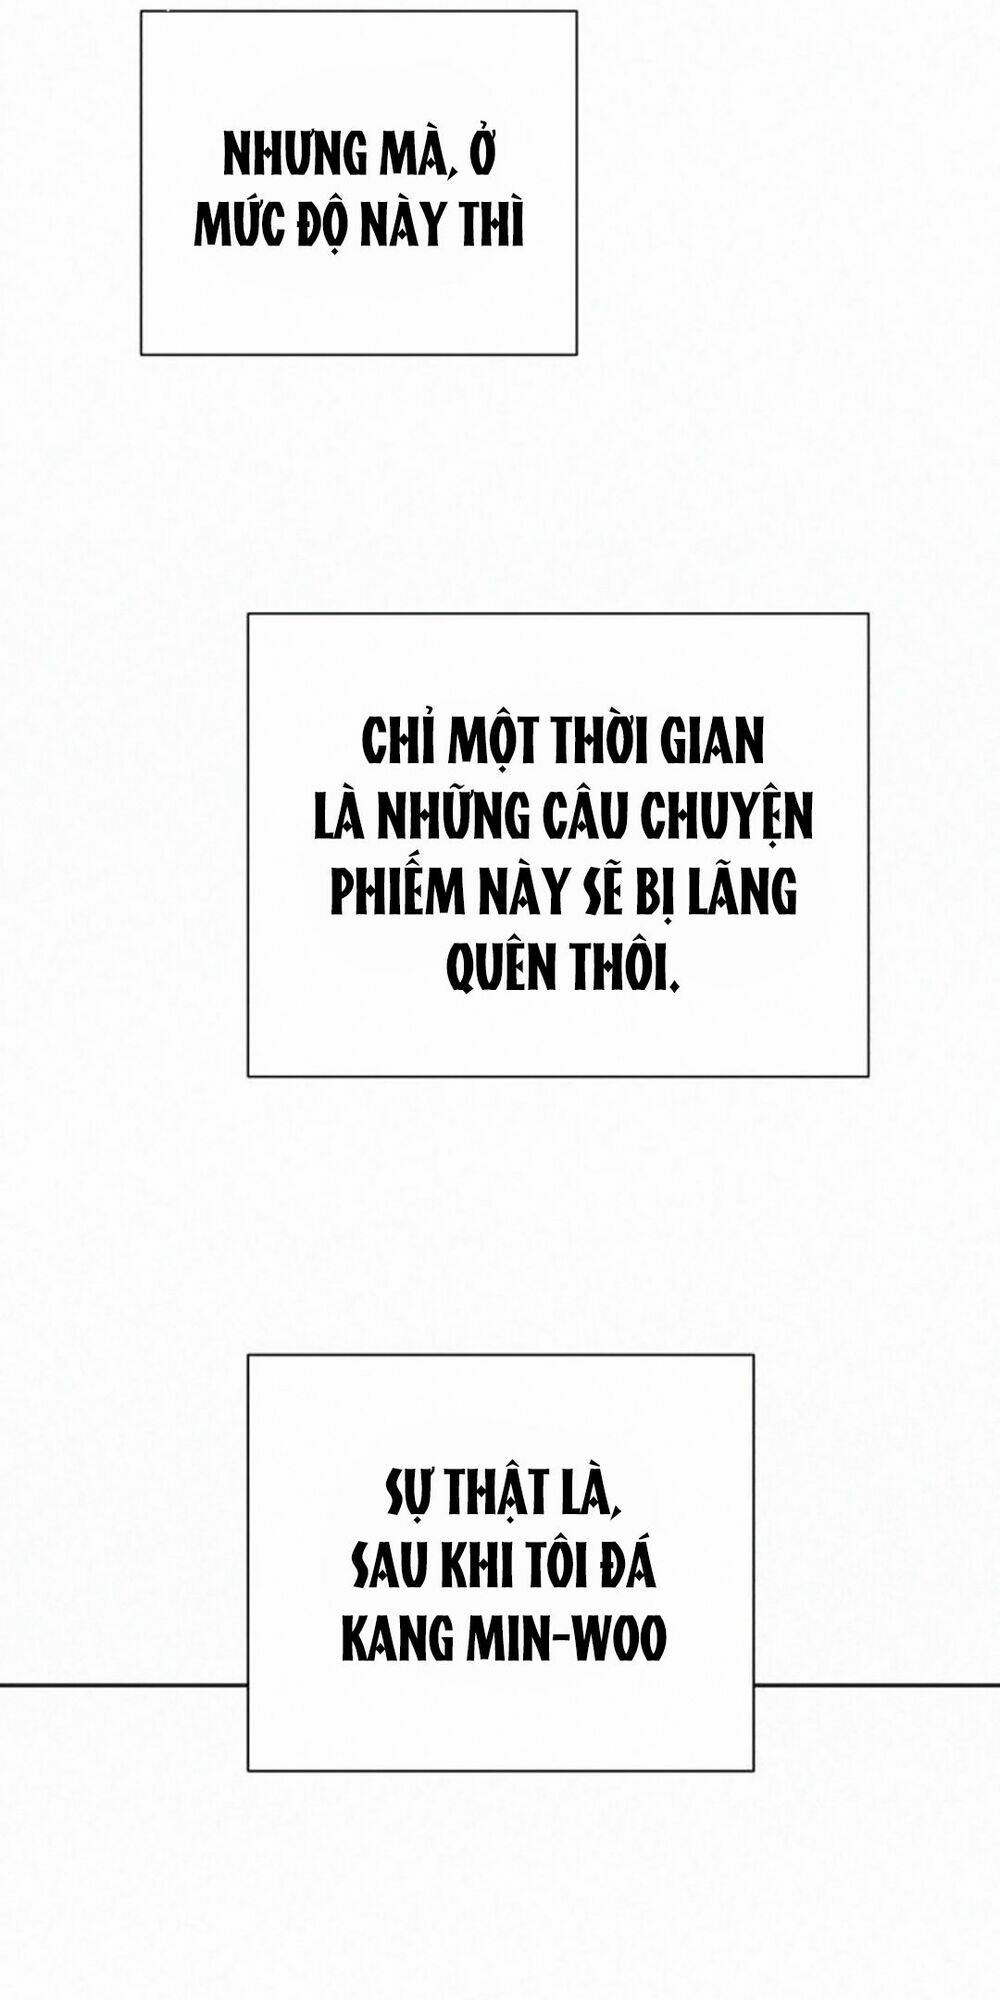 NHƯNG MÀ, Ở
MỨC ĐỘ NÀY THÌ
CHỈ MỘT THỜI GIAN
LÀ NHỮNG CÂU CHUYỆN
PHIẾM NÀY SẼ BỊ LÃNG
QUÊN THÔI.
SỰ THẬT LÀ,
SAU KHI TÔI ĐÁ
KANG MIN-WOO